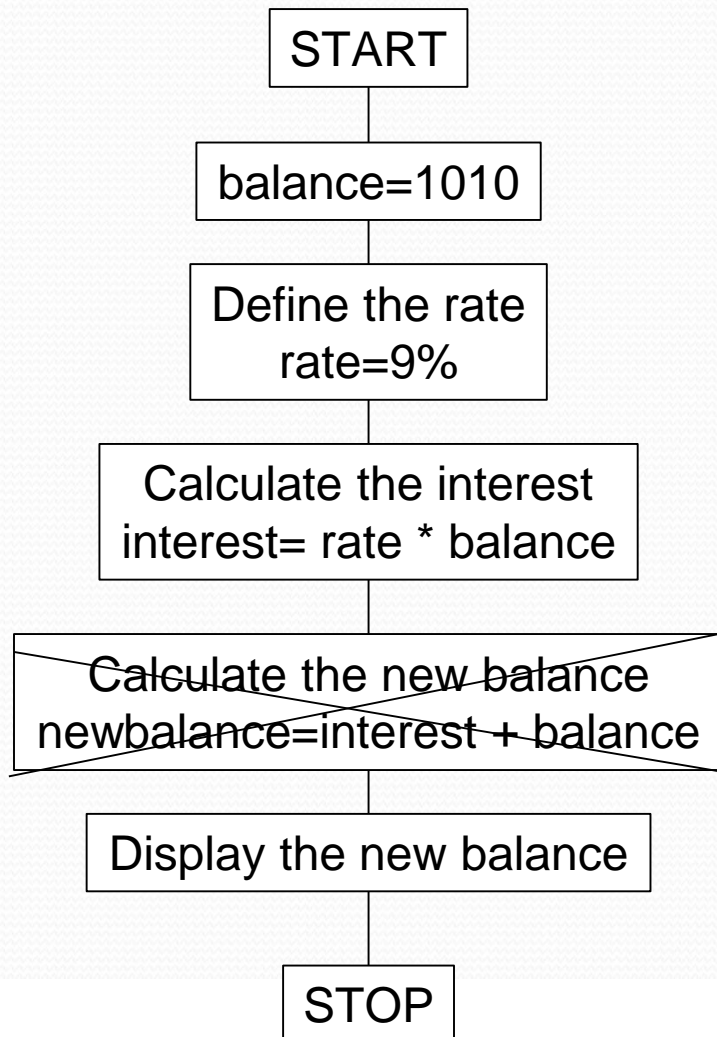 START
balance=1010
Define the rate
rate=9%
Calculate the interest
interest= rate * balance
Calculate the new balance
newbalance=interest + balance
Display the new balance
STOP